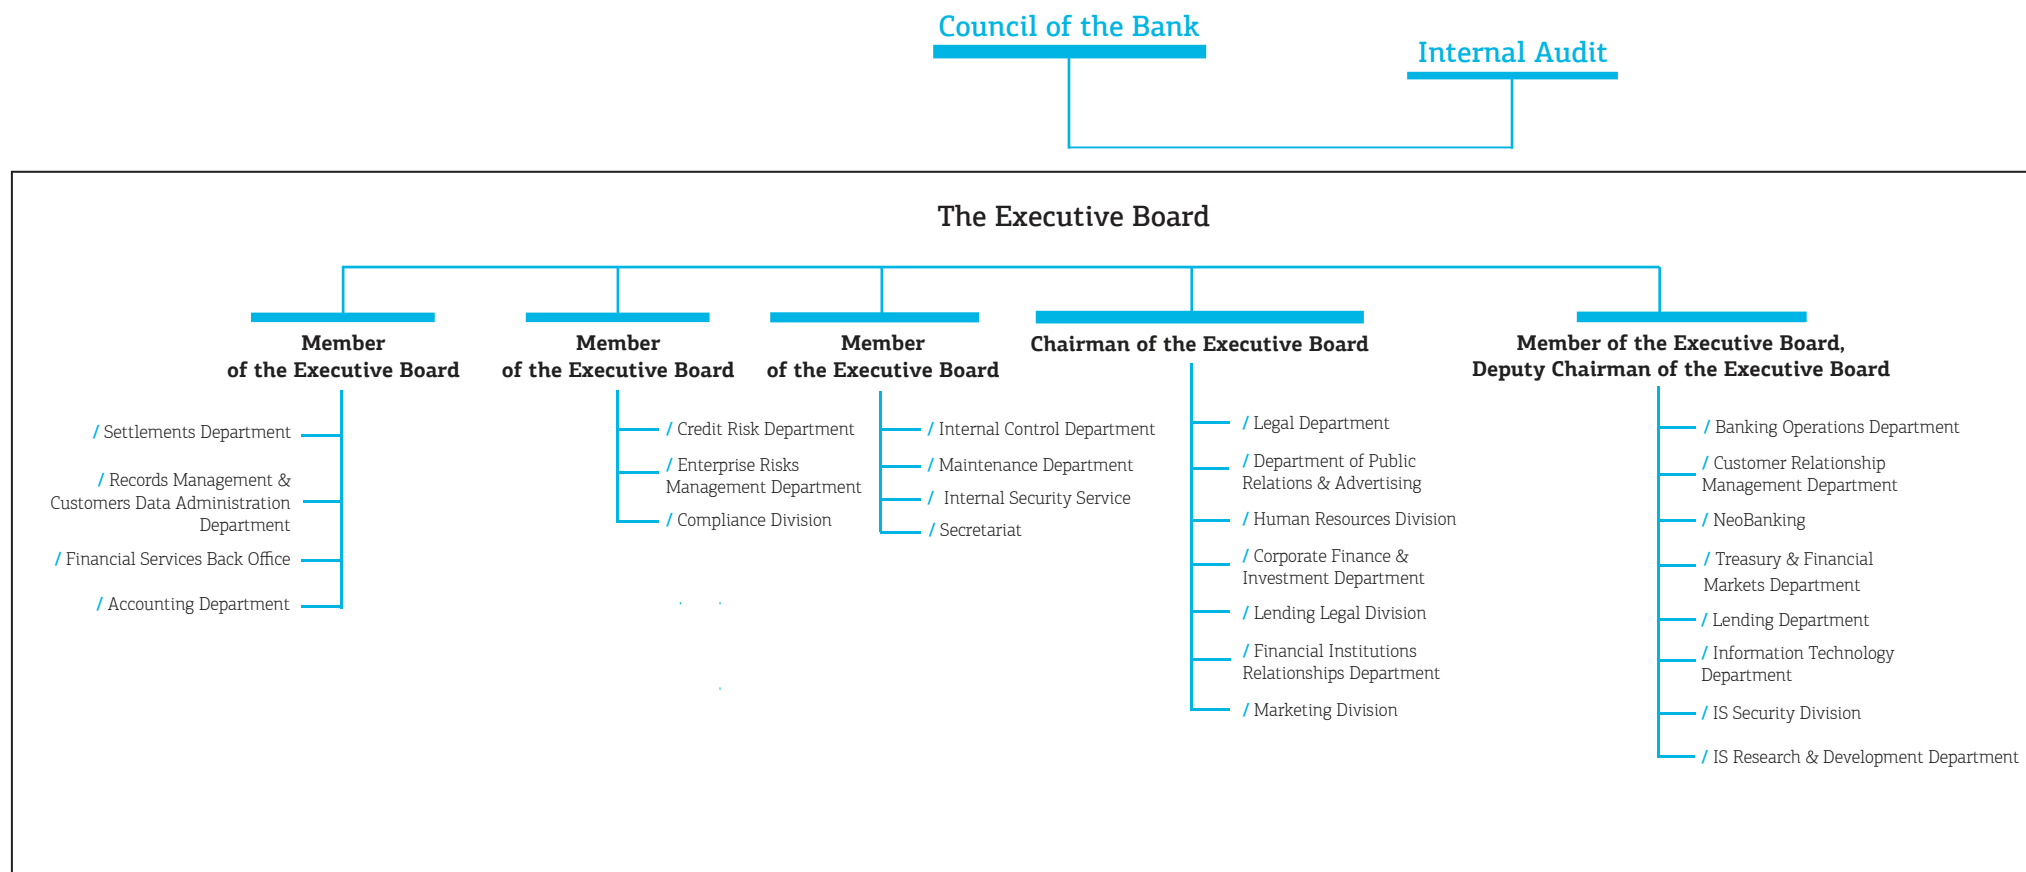 Council of the Bank
Internal Audit
The Executive Board
Member
of the Executive Board
/ Settlements Department
/ Records Management &
Customers Data Administration
Department
/ Financial Services Back Office
/ Accounting Department
Member
of the Executive Board
/ Credit Risk Department
/ Enterprise Risks
Management Department
/ Compliance Division
Member
of the Executive Board
/ Internal Control Department
/ Maintenance Department
/ Internal Security Service
/ Secretariat
Chairman of the Executive Board
/ Legal Department
/ Department of Public
Relations & Advertising
/ Human Resources Division
/ Corporate Finance &
Investment Department
/ Lending Legal Division
/ Financial Institutions
Relationships Department
/ Marketing Division
Member of the Executive Board,
Deputy Chairman of the Executive Board
/ Banking Operations Department
/ Customer Relationship
Management Department
/ NeoBanking
/ Treasury & Financial
Markets Department
/ Lending Department
/ Information Technology
Department
/ IS Security Division
/ IS Research & Development Department